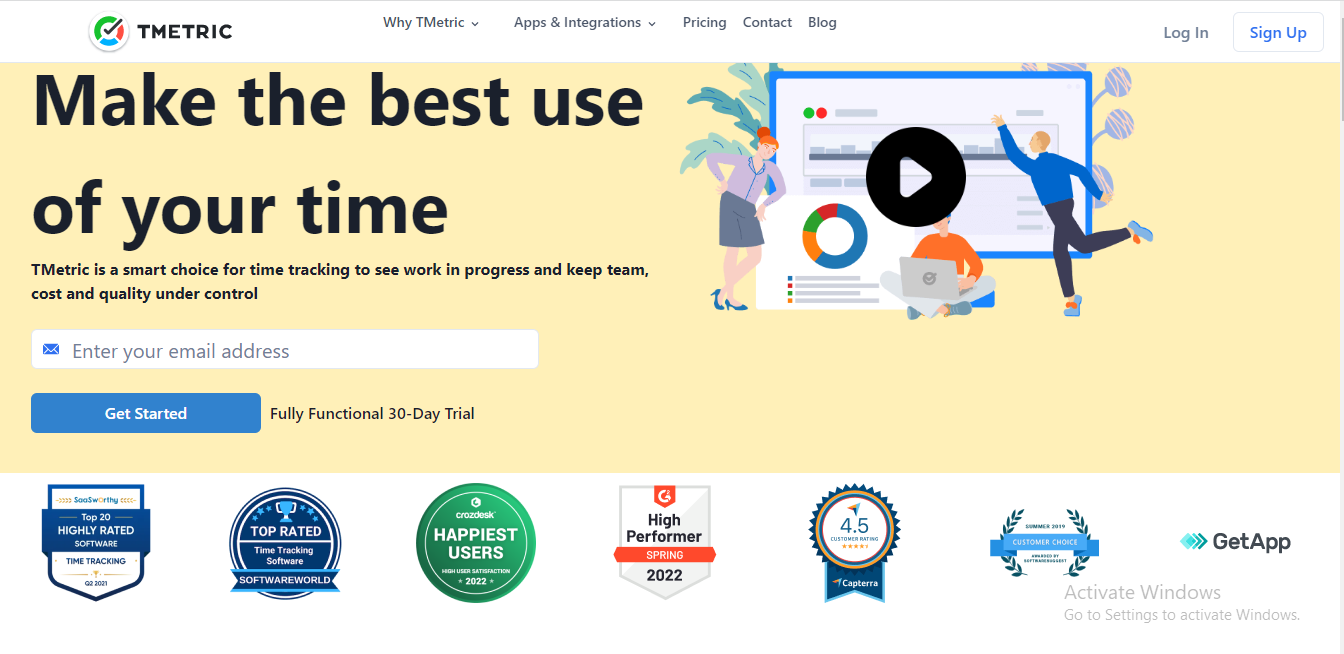 TMETRIC
Why TMetric
Apps & Integrations
Pricing
Contact
Blog
Log In
Sign Up
Make the best use
of your time
TMetric is a smart choice for time tracking to see work in progress and keep team,
cost and quality under control
Enter your email address
Get Started
Fully Functional 30-Day Trial
SaaSworthy
Top 20
HIGHLY RATED
SOFTWARE
TIME TRACKING
Q2 2021
TOP RATED
Time Tracking
Software
SOFTWAREWORLD
crozdesk
HAPPIEST
USERS
HIGH USER SATISFACTION
2022
G
High
Performer
SPRING
2022
4.5
CUSTOMER RATING
Capterra
SUMMER 2019
CUSTOMER CHOICE
AWARDED BY
SOFTWARESUGGEST
GetApp
Activate Windows
Go to Settings to activate Windows.